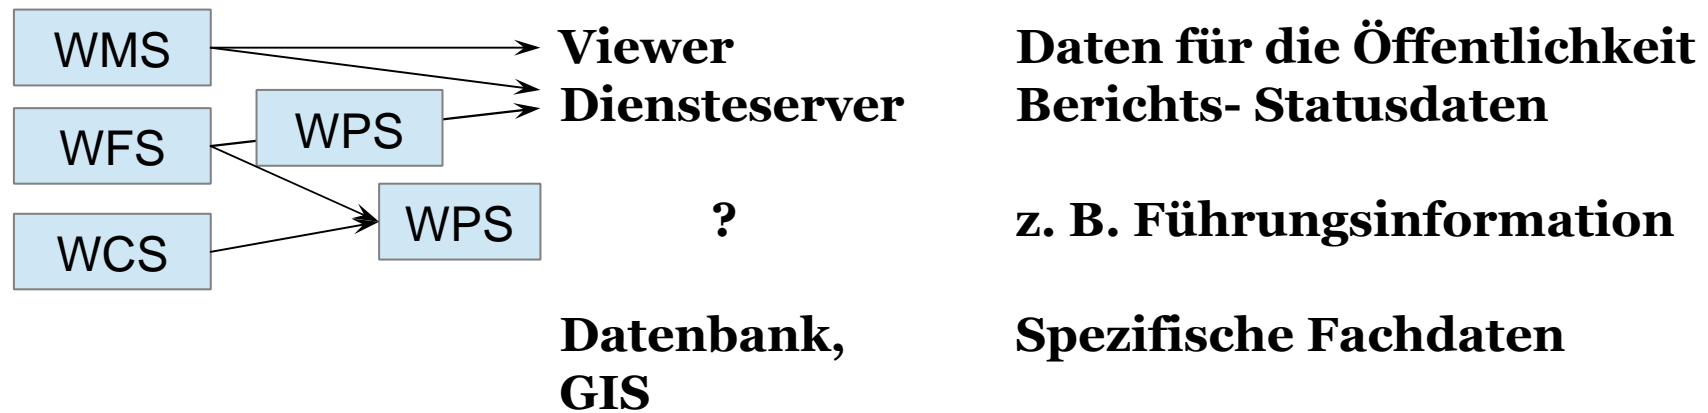 WMS
WFS
WCS
WPS
WPS
Viewer Daten für die Öffentlichkeit
Diensteserver Berichts- Statusdaten
? z. B. Führungsinformation
Datenbank, Spezifische Fachdaten
GIS